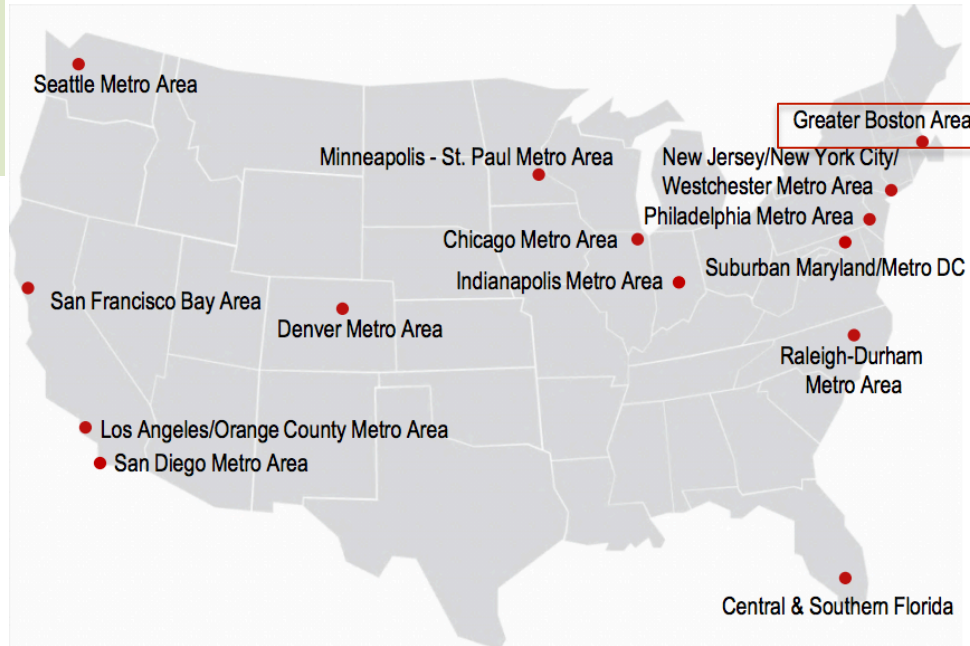 Seattle Metro Area
Greater Boston Area
Minneapolis - St. Paul Metro Area
New Jersey/New York City/
Westchester Metro Area
Philadelphia Metro Area
Chicago Metro Area
Suburban Maryland/Metro DC
Indianapolis Metro Area
San Francisco Bay Area
Denver Metro Area
Raleigh-Durham
Metro Area
Los Angeles/Orange County Metro Area
San Diego Metro Area
Central & Southern Florida